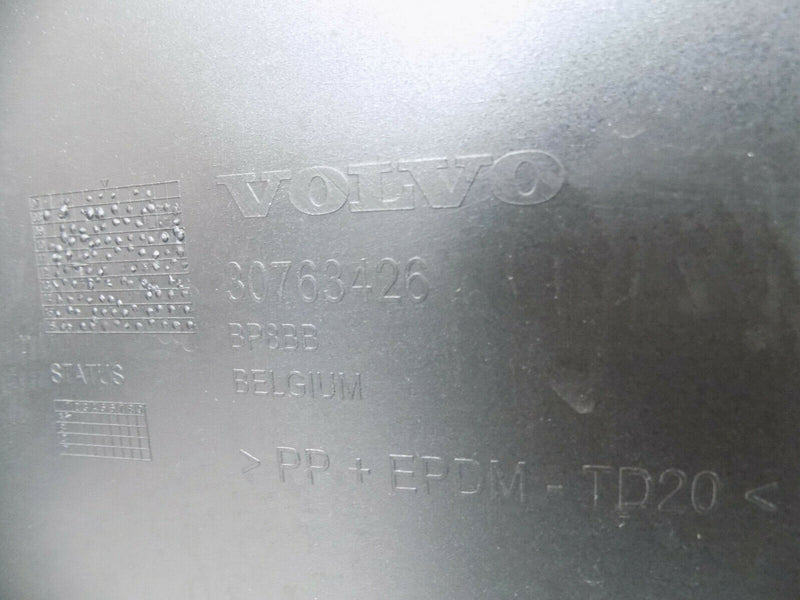 VOLVO
30763426
BP8BB
BELGIUM
STATUS
> PP + EPDM - TD20 <